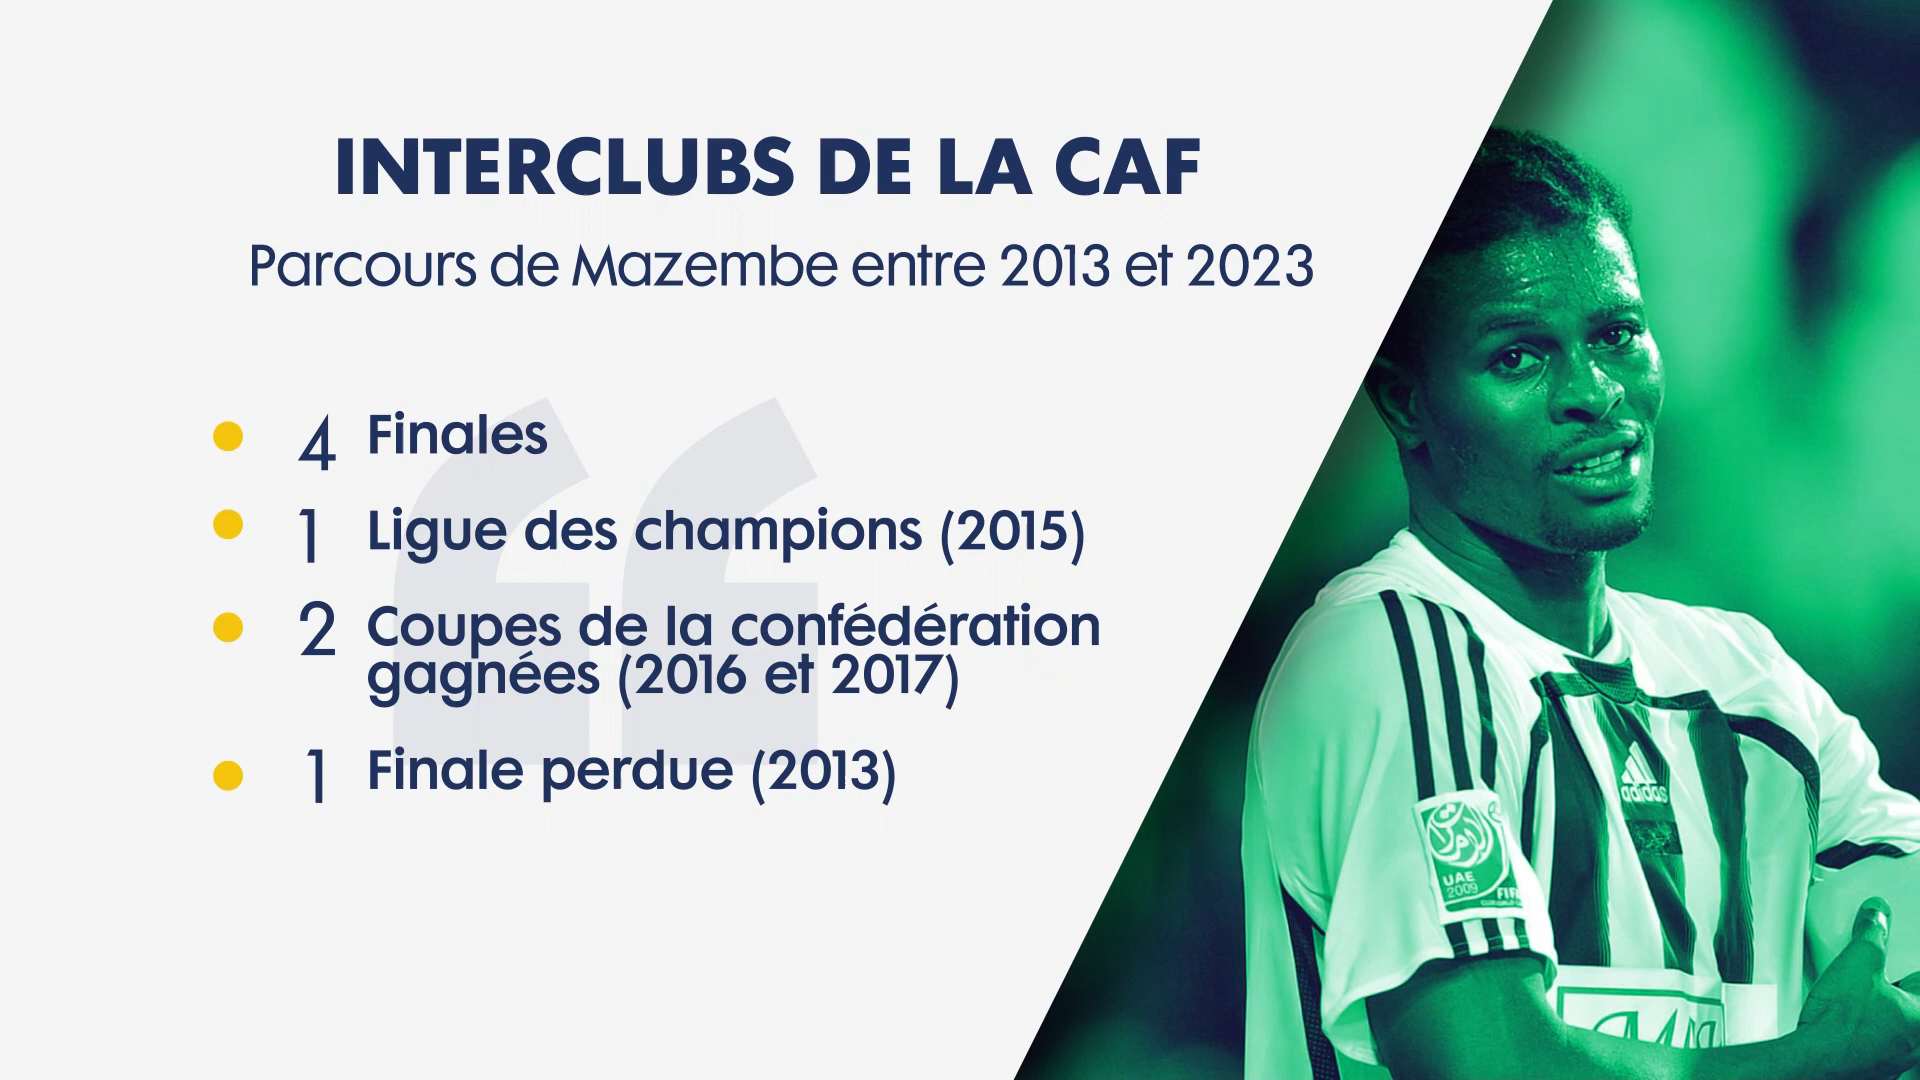 INTERCLUBS DE LA CAF
Parcours de Mazembe entre 2013 et 2023
4 Finales
1 Ligue des champions (2015)
2 Coupes de la confédération
gagnées (2016 et 2017)
1 Finale perdue (2013)
adidas
UAE
2009